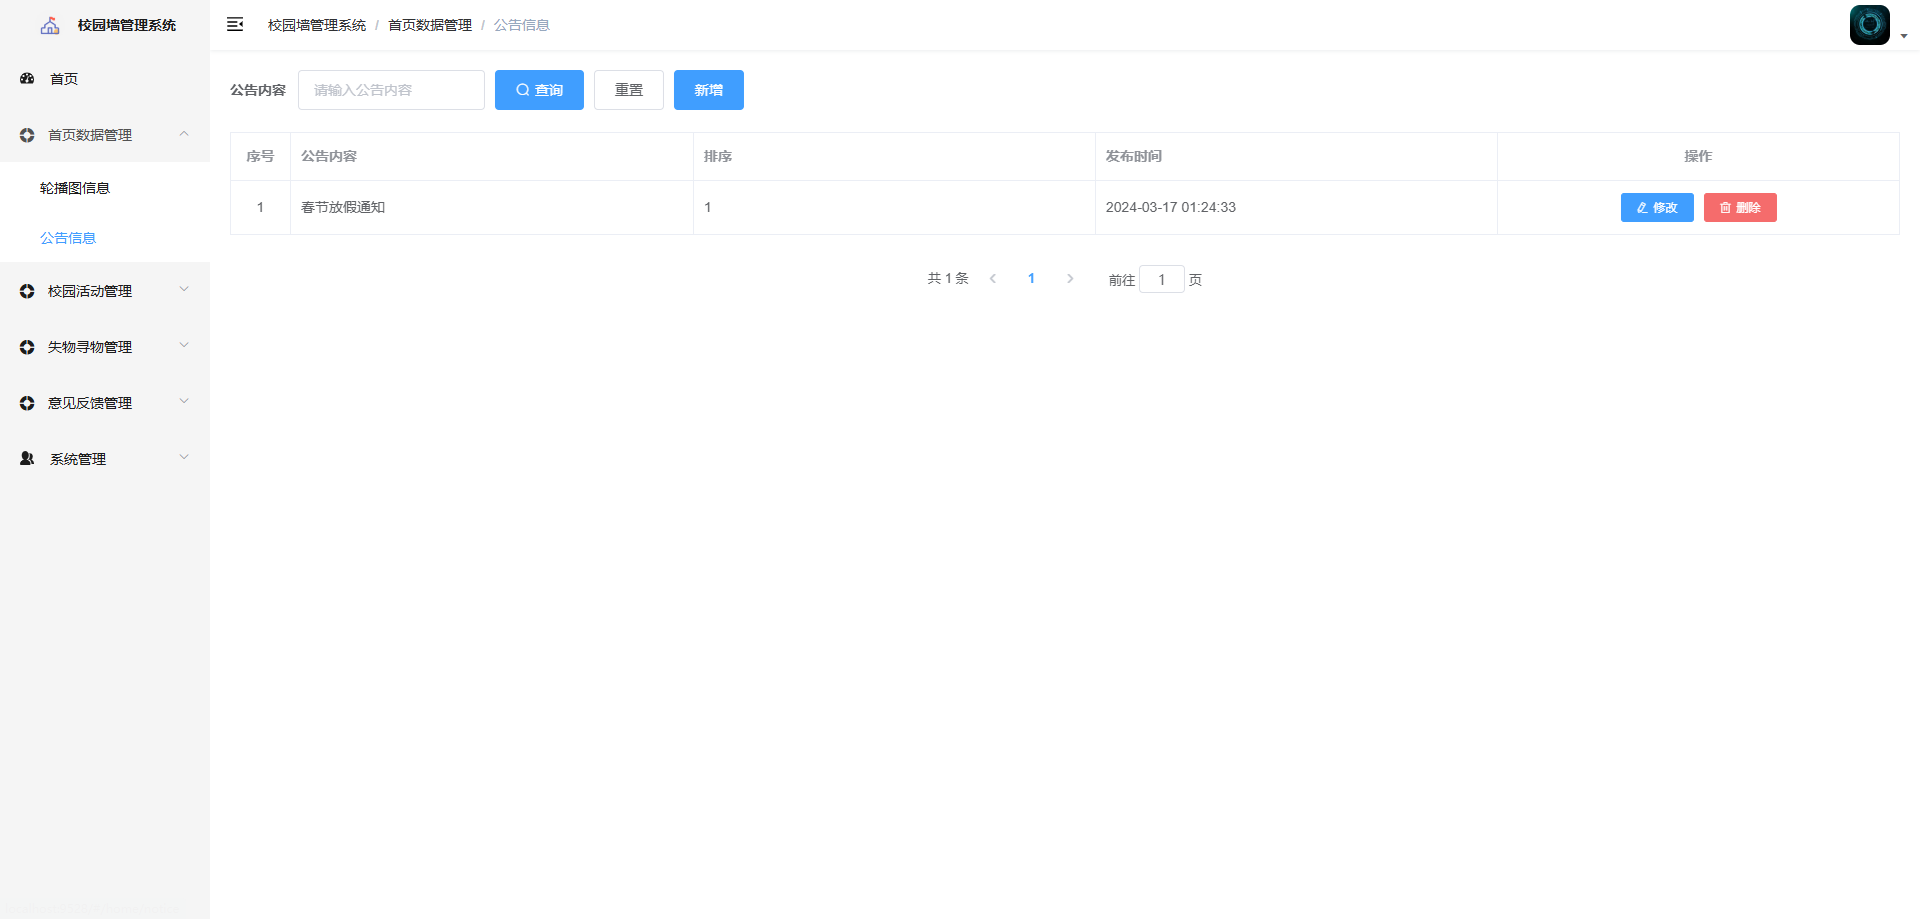 校园墙管理系统
校园墙管理系统 / 首页数据管理 / 公告信息
首页
首页数据管理
轮播图信息
公告信息
校园活动管理
失物寻物管理
意见反馈管理
系统管理
公告内容 请输入公告内容 查询 重置 新增
序号 公告内容 排序 发布时间 操作
1 春节放假通知 1 2024-03-17 01:24:33 修改 删除
共 1 条 1 前往 1 页